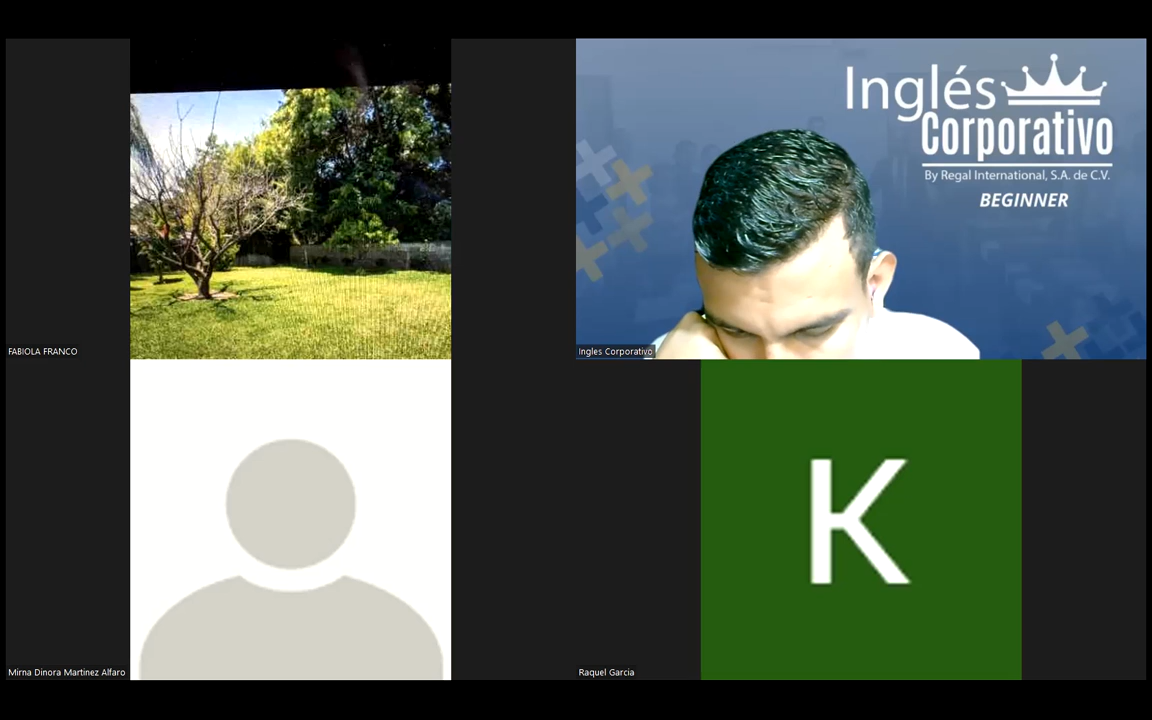 Inglés
Corporativo
By Regal International, S.A. de C.V.
BEGINNER
FABIOLA FRANCO
Ingles Corporativo
K
Mirna Dinora Martinez Alfaro
Raquel Garcia